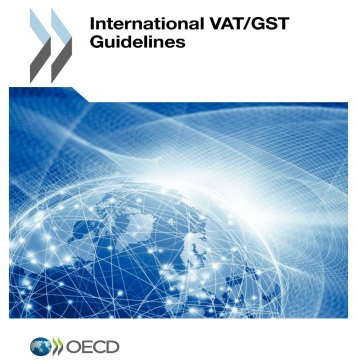 International VAT/GST
Guidelines
OECD